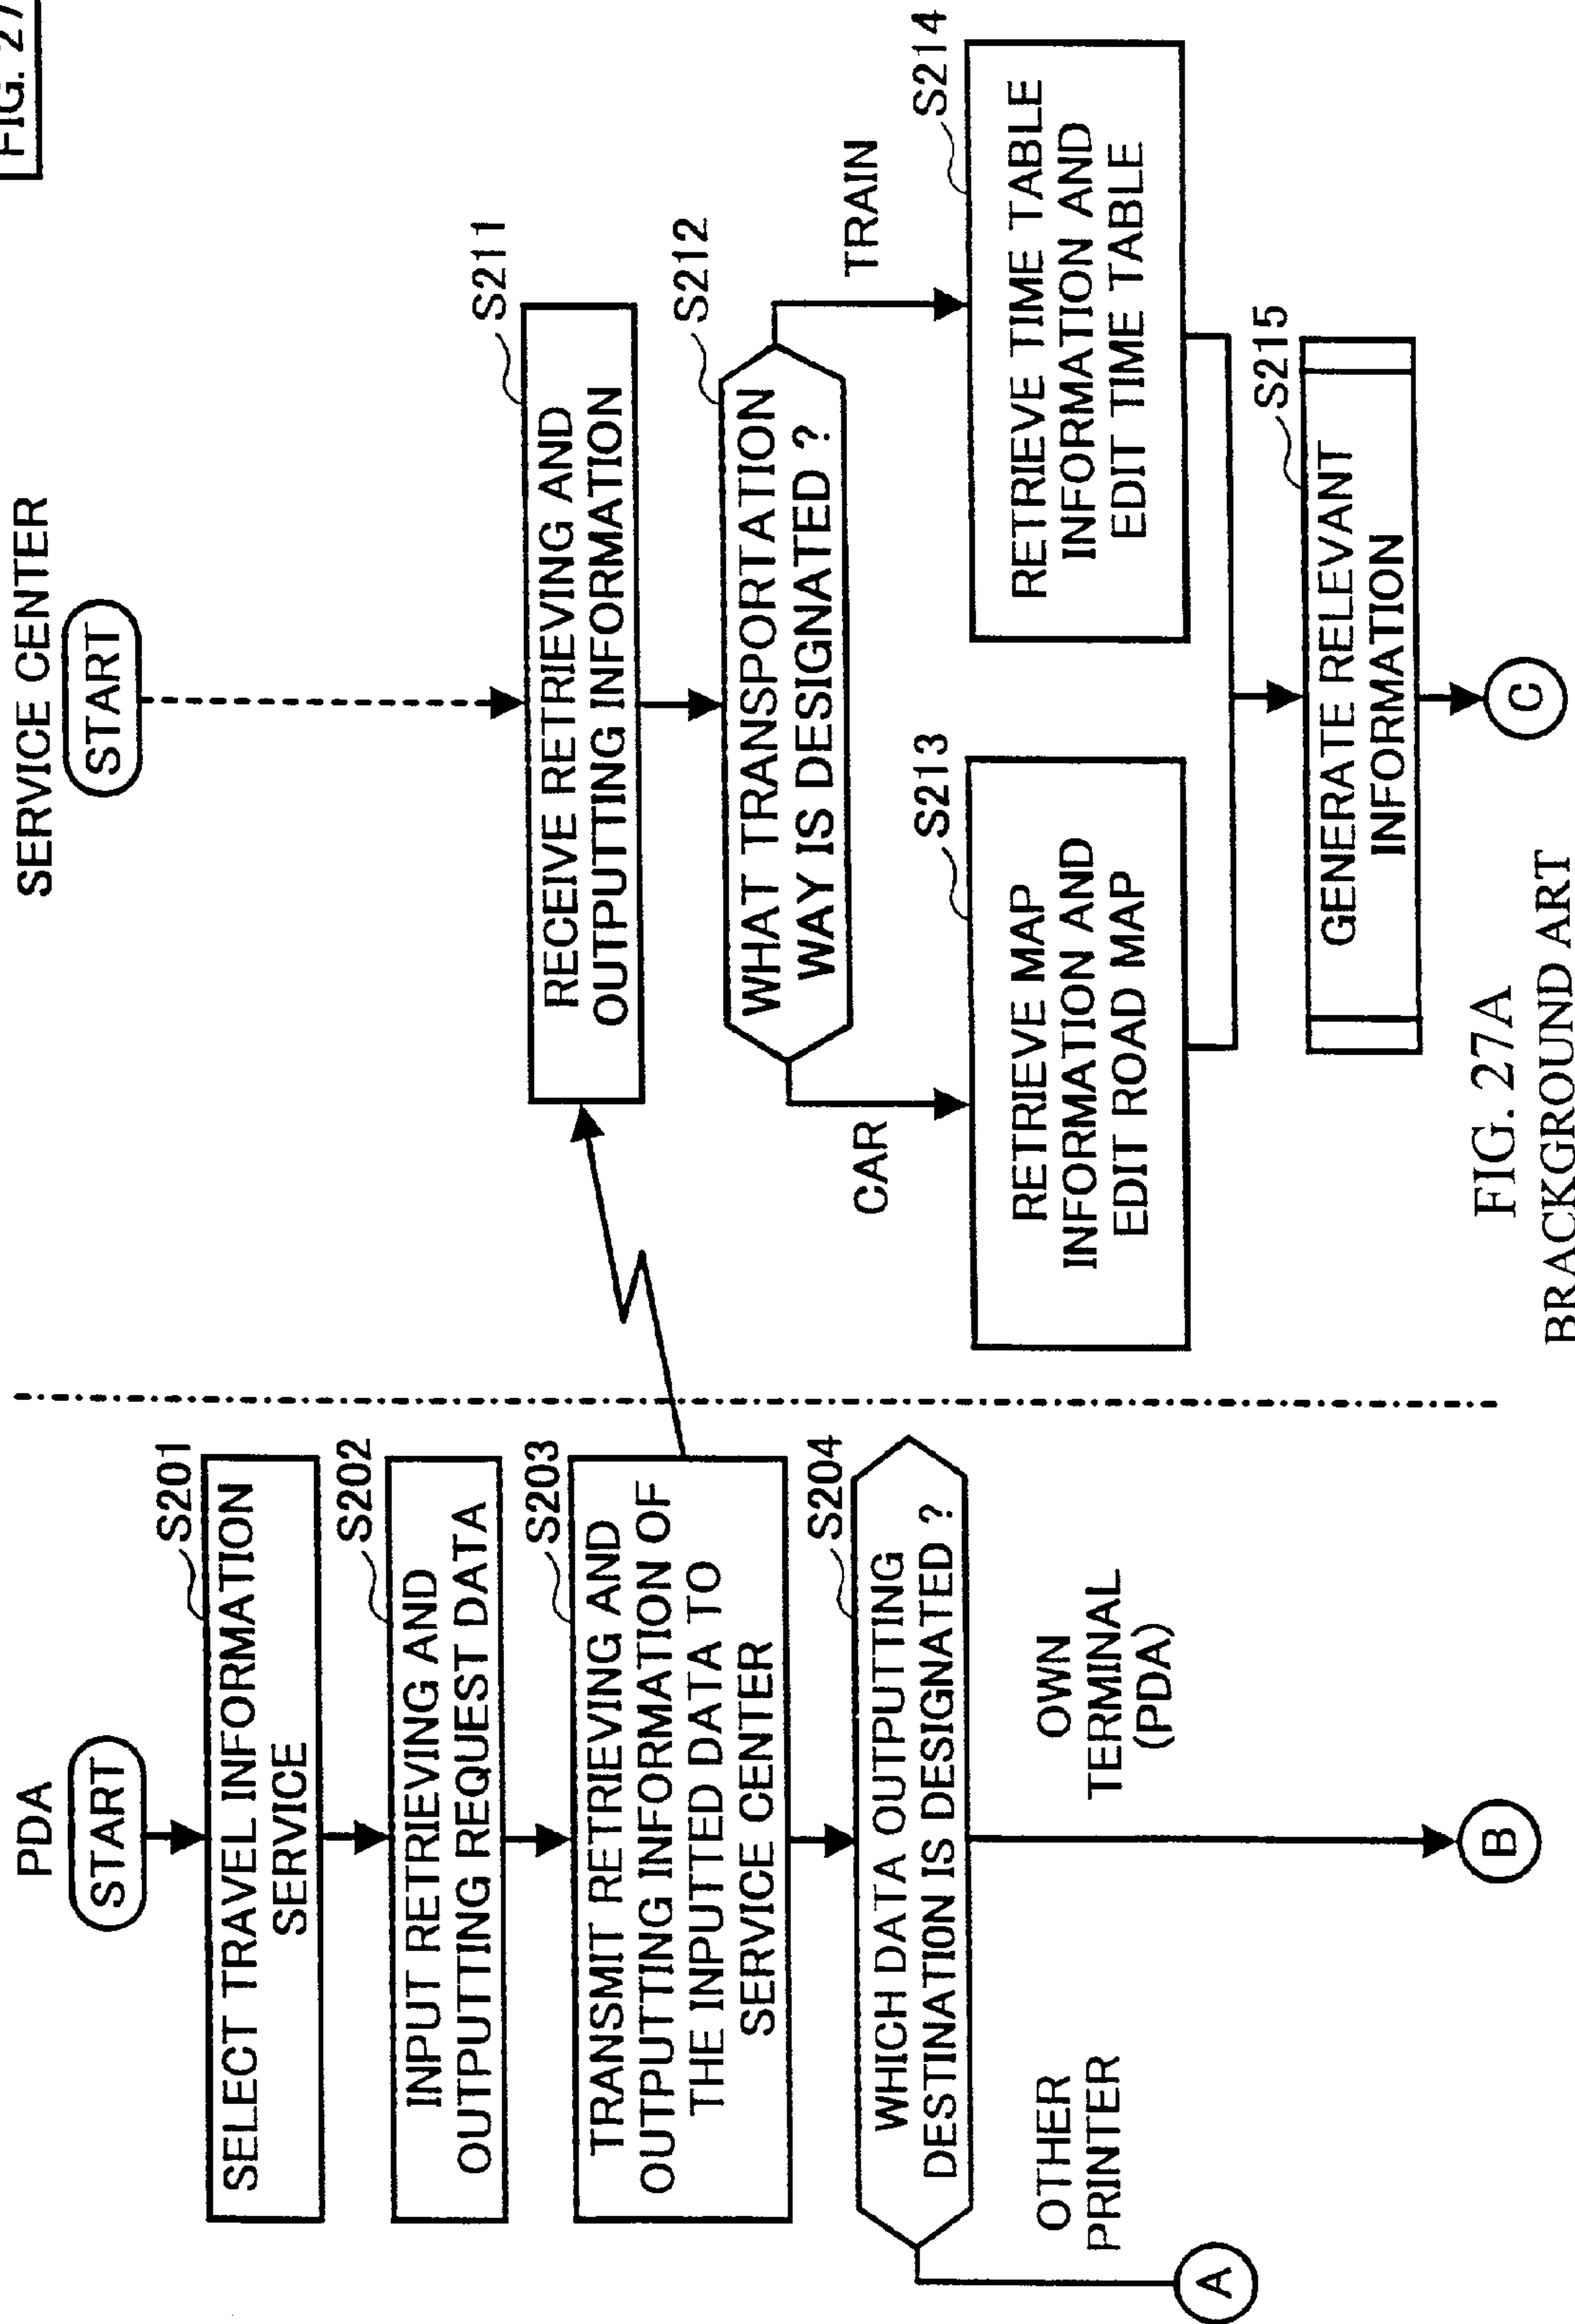 FIG. 27
PDA
START
S201
SELECT TRAVEL INFORMATION
SERVICE
S202
INPUT RETRIEVING AND
OUTPUTTING REQUEST DATA
S203
TRANSMIT RETRIEVING AND
OUTPUTTING INFORMATION OF
THE INPUTTED DATA TO
SERVICE CENTER
S204
WHICH DATA OUTPUTTING
DESTINATION IS DESIGNATED ?
OTHER
PRINTER
OWN
TERMINAL
(PDA)
A
B
SERVICE CENTER
START
S211
RECEIVE RETRIEVING AND
OUTPUTING INFORMATION
S212
WHAT TRANSPORTATION
WAY IS DESIGNATED ?
CAR
TRAIN
S213
RETRIEVE MAP
INFORMATION AND
EDIT ROAD MAP
S214
RETRIEVE TIME TABLE
INFORMATION AND
EDIT TIME TABLE
S215
GENERATE RELEVANT
INFORMATION
C
FIG. 27A
BRACKGROUND ART